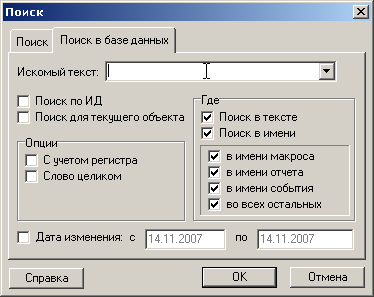 Поиск
Поиск Поиск в базе данных
Искомый текст:
Поиск по ИД
Поиск для текущего объекта
Опции
С учетом регистра
Слово целиком
Где
Поиск в тексте
Поиск в имени
в имени макроса
в имени отчета
в имени события
во всех остальных
Дата изменения: с 14.11.2007 по 14.11.2007
Справка OK Отмена